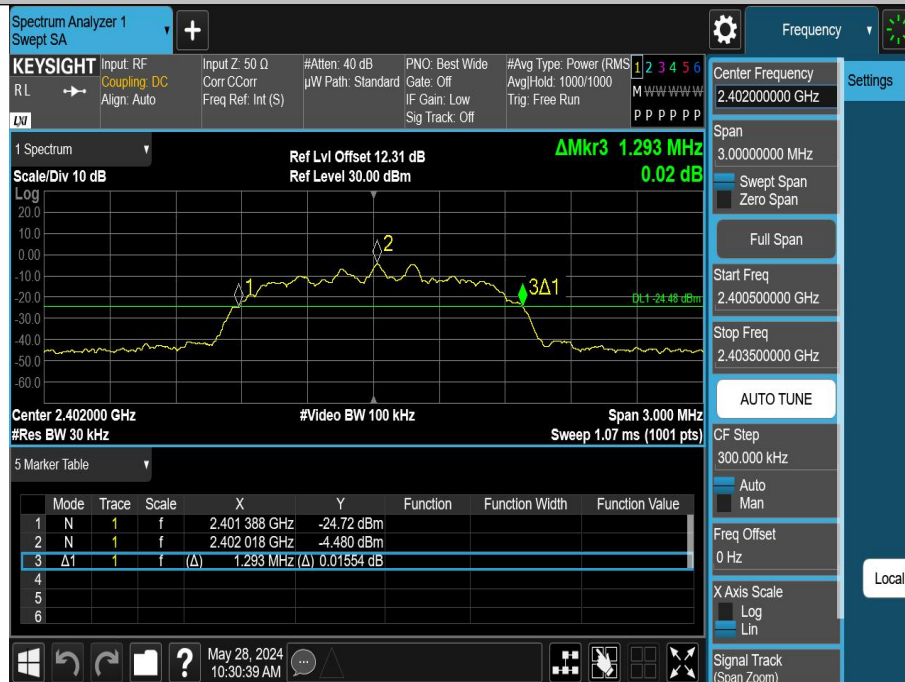 Spectrum Analyzer 1
Swept SA
+
Frequency
KEYSIGHT
RL
LXI
Input: RF
Coupling: DC
Align: Auto
Input Z: 50 Ω
Corr CCorr
Freq Ref: Int (S)
#Atten: 40 dB
µW Path: Standard
PNO: Best Wide
Gate: Off
IF Gain: Low
Sig Track: Off
#Avg Type: Power (RMS
Avg|Hold: 1000/1000
Trig: Free Run
1 2 3 4 5 6
M W W W W W
P P P P P P
1 Spectrum
Scale/Div 10 dB
Ref Lvl Offset 12.31 dB
Ref Level 30.00 dBm
ΔMkr3 1.293 MHz
0.02 dB
Log
20.0
10.0
0.00
-10.0
-20.0
-30.0
-40.0
-50.0
-60.0
1
2
3Δ1
DL1 -24.48 dBm
Center 2.402000 GHz
#Video BW 100 kHz
Span 3.000 MHz
#Res BW 30 kHz
Sweep 1.07 ms (1001 pts)
5 Marker Table
Mode Trace Scale X Y Function Function Width Function Value
1 N 1 f 2.401 388 GHz -24.72 dBm
2 N 1 f 2.402 018 GHz -4.480 dBm
3 Δ1 1 f (Δ) 1.293 MHz (Δ) 0.01554 dB
4
5
6
?
May 28, 2024
10:30:39 AM
Center Frequency
2.402000000 GHz
Settings
Span
3.00000000 MHz
Swept Span
Zero Span
Full Span
Start Freq
2.400500000 GHz
Stop Freq
2.403500000 GHz
AUTO TUNE
CF Step
300.000 kHz
Auto
Man
Freq Offset
0 Hz
Local
X Axis Scale
Log
Lin
Signal Track
(Span Zoom)